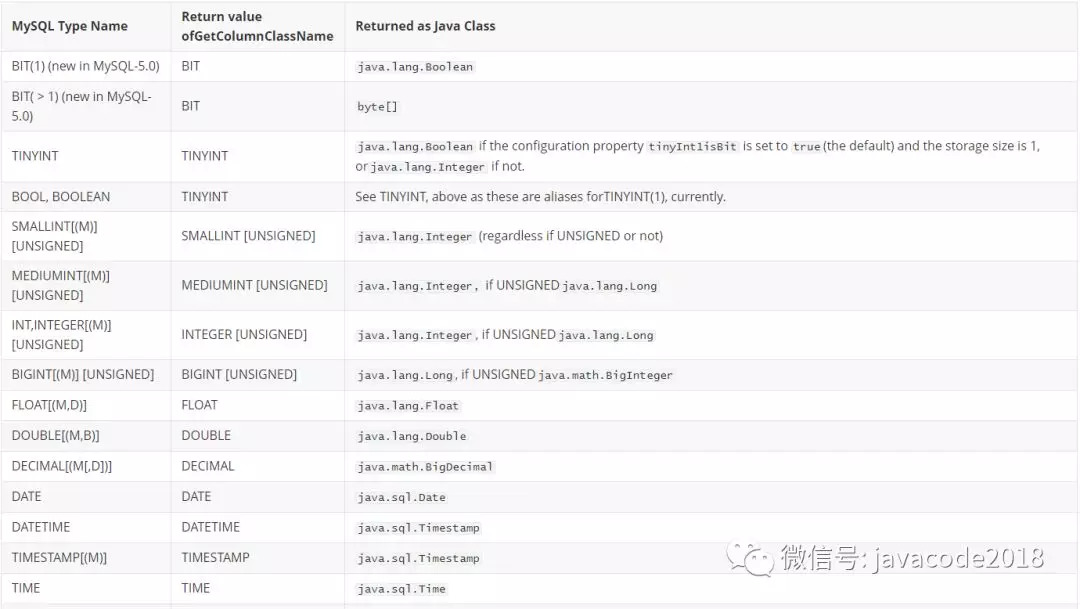 MySQL Type Name
Return value
ofGetColumnClassName
Returned as Java Class
BIT(1) (new in MySQL-5.0)
BIT
java.lang.Boolean
BIT( > 1) (new in MySQL-
5.0)
BIT
byte[]
TINYINT
TINYINT
java.lang.Boolean if the configuration property tinyInt1isBit is set to true(the default) and the storage size is 1,
or java.lang.Integer if not.
BOOL, BOOLEAN
TINYINT
See TINYINT, above as these are aliases forTINYINT(1), currently.
SMALLINT[(M)]
[UNSIGNED]
SMALLINT [UNSIGNED]
java.lang.Integer (regardless if UNSIGNED or not)
MEDIUMINT[(M)]
[UNSIGNED]
MEDIUMINT [UNSIGNED]
java.lang.Integer, if UNSIGNED java.lang.Long
INT,INTEGER[(M)]
[UNSIGNED]
INTEGER [UNSIGNED]
java.lang.Integer, if UNSIGNED java.lang.Long
BIGINT[(M)] [UNSIGNED]
BIGINT [UNSIGNED]
java.lang.Long, if UNSIGNED java.math.BigInteger
FLOAT[(M,D)]
FLOAT
java.lang.Float
DOUBLE[(M,B)]
DOUBLE
java.lang.Double
DECIMAL[(M[,D])]
DECIMAL
java.math.BigDecimal
DATE
DATE
java.sql.Date
DATETIME
DATETIME
java.sql.Timestamp
TIMESTAMP[(M)]
TIMESTAMP
java.sql.Timestamp
微信号: javacode2018
TIME
TIME
java.sql.Time